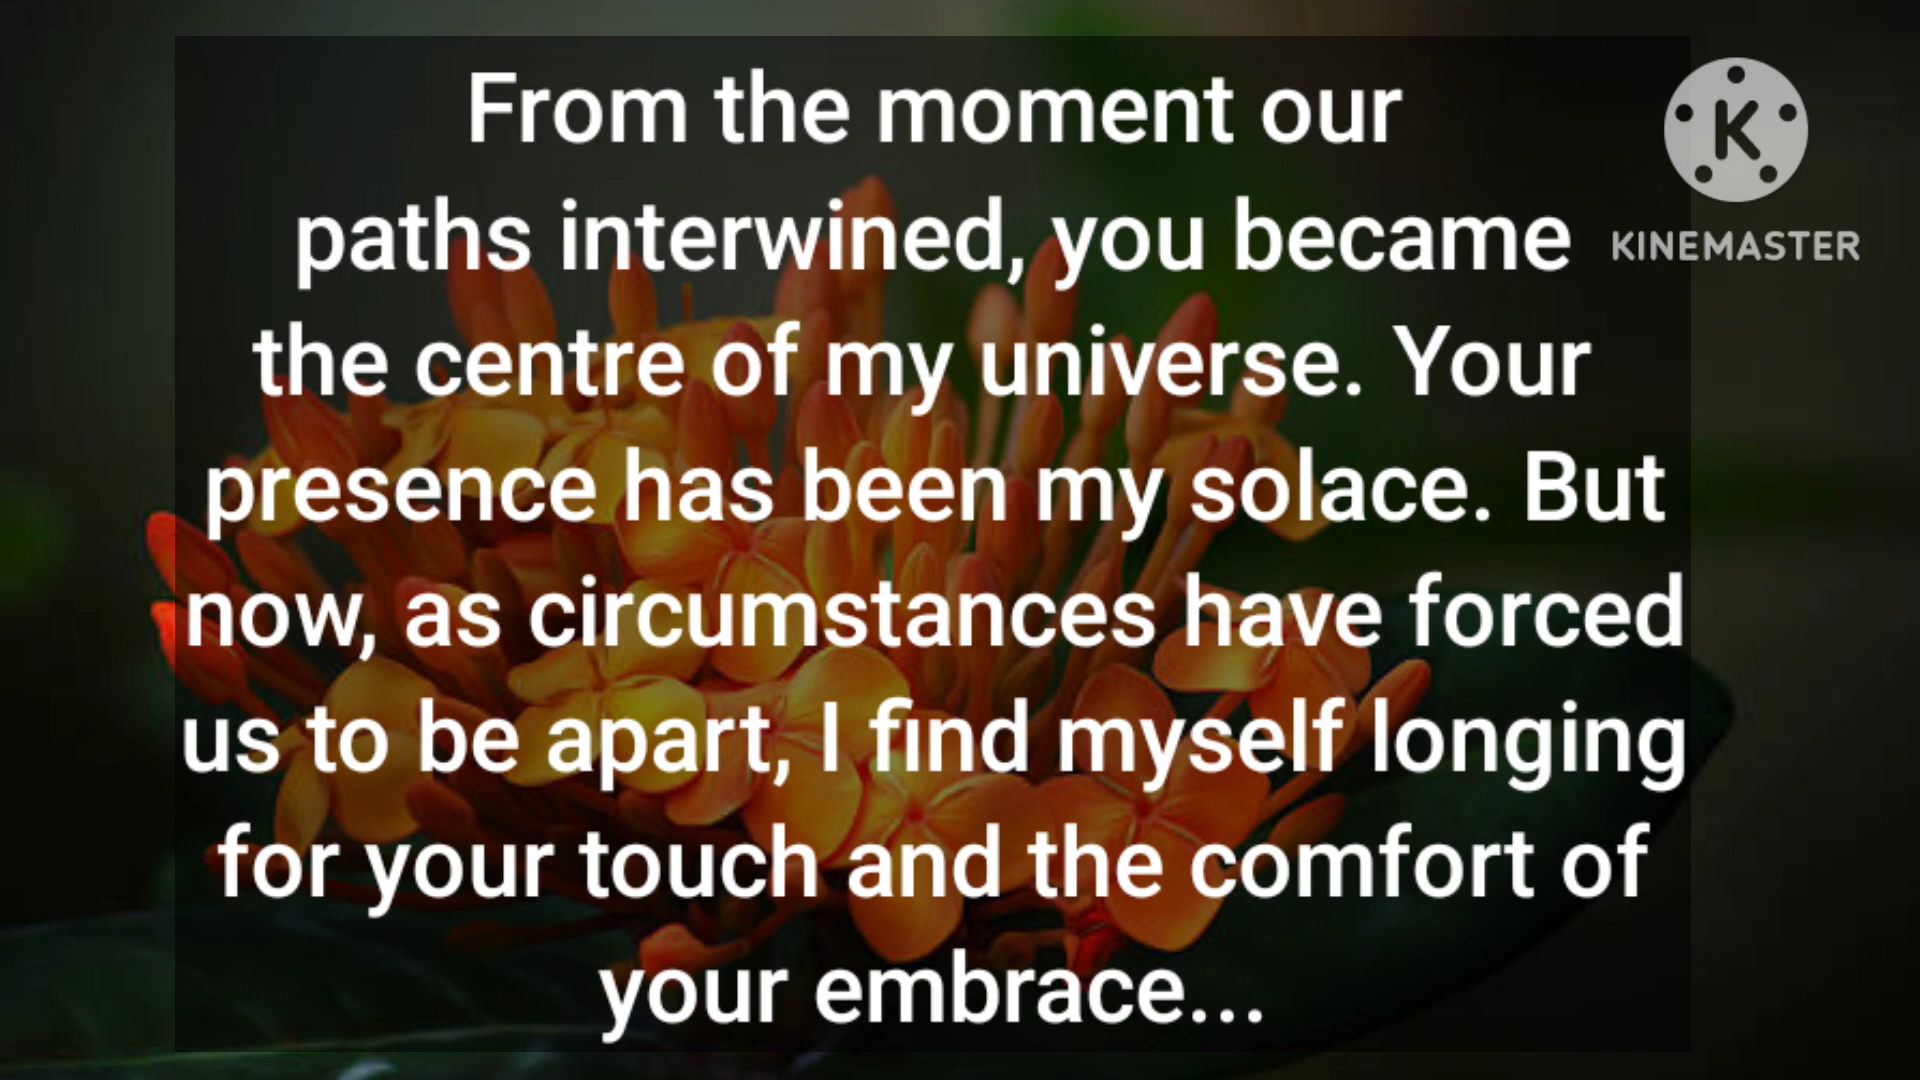 From the moment our
paths interwined, you became
the centre of my universe. Your
presence has been my solace. But
now, as circumstances have forced
us to be apart, I find myself longing
for your touch and the comfort of
your embrace...
K
KINEMASTER